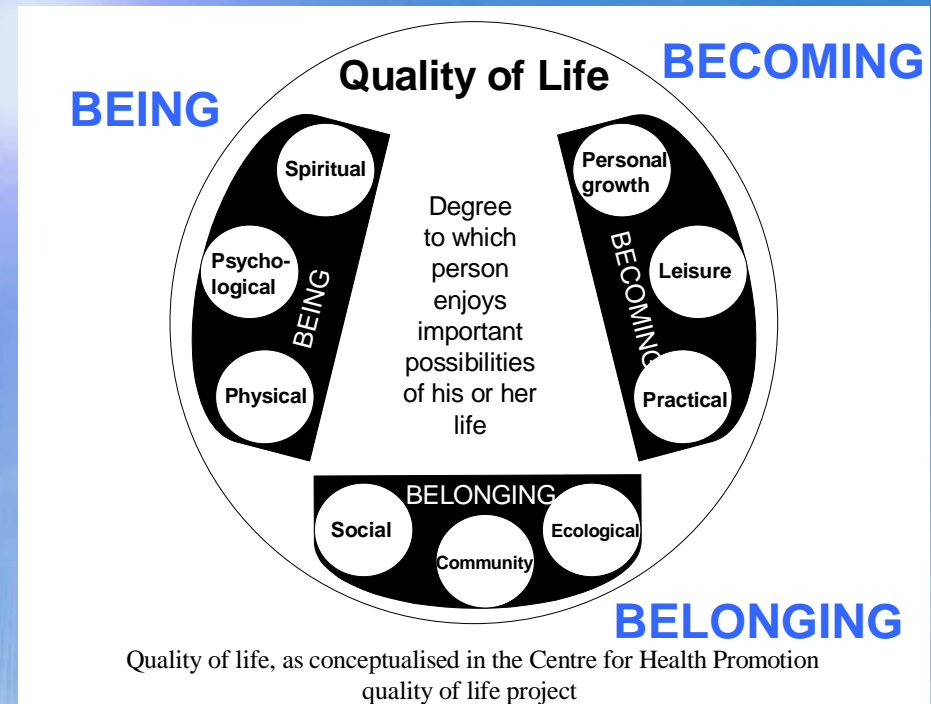 Quality of Life
BECOMING
BEING
Spiritual
Psycho-
logical
Physical
BEING
Degree
to which
person
enjoys
important
possibilities
of his or her
life
Personal
growth
Leisure
Practical
BECOMING
BELONGING
Social
Community
Ecological
BELONGING
Quality of life, as conceptualised in the Centre for Health Promotion
quality of life project